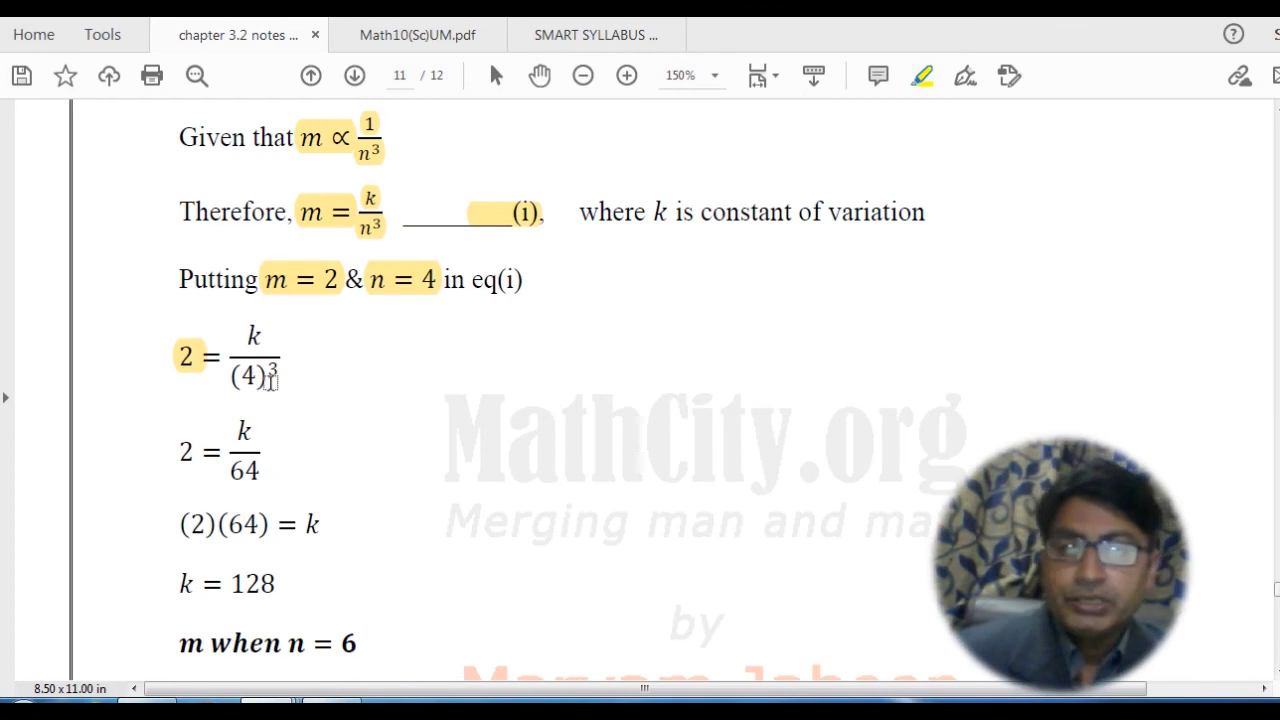 Home Tools chapter 3.2 notes ... × Math10(Sc)UM.pdf SMART SYLLABUS ...
11 / 12 150%
Given that m ∝ 1/n³
Therefore, m = k/n³ ________(i), where k is constant of variation
Putting m = 2 & n = 4 in eq(i)
2 = k/(4)³
2 = k/64
(2)(64) = k
k = 128
m when n = 6
MathCity.org
Merging man and ma
by
8.50 x 11.00 in